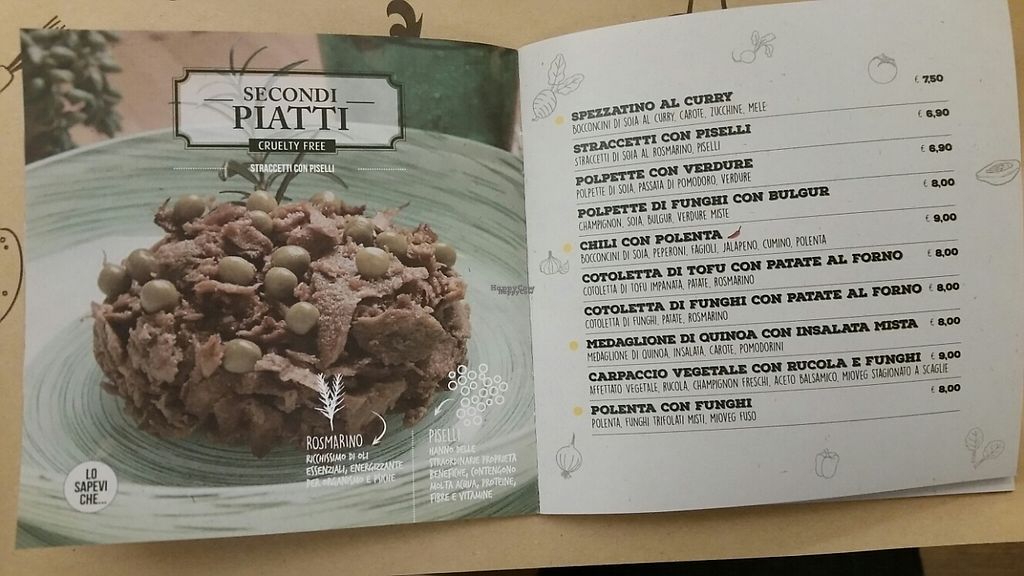 SECONDI
PIATTI
CRUELTY FREE
STRACCETTI CON PISELLI
ROSMARINO
RICCHISSIMO DI OLI
ESSENZIALI, ENERGIZZANTE
PER ORGANISMO E PSICHE
PISELLI
HANNO DELLE
STRAORDINARIE PROPRIETÀ
BENEFICHE, CONTENGONO
MOLTA ACQUA, PROTEINE,
FIBRE E VITAMINE
LO
SAPEVI
CHE...
SPEZZATINO AL CURRY € 7,50
BOCCONCINI DI SOIA AL CURRY, CAROTE, ZUCCHINE, MELE
STRACCETTI CON PISELLI € 6,90
STRACCETTI DI SOIA AL ROSMARINO, PISELLI
POLPETTE CON VERDURE € 6,90
POLPETTE DI SOIA, PASSATA DI POMODORO, VERDURE
POLPETTE DI FUNGHI CON BULGUR € 8,00
CHAMPIGNON, SOIA, BULGUR, VERDURE MISTE
CHILI CON POLENTA € 9,00
BOCCONCINI DI SOIA, PEPERONI, FAGIOLI, JALAPENO, CUMINO, POLENTA
COTOLETTA DI TOFU CON PATATE AL FORNO € 8,00
COTOLETTA DI TOFU IMPANATA, PATATE, ROSMARINO
COTOLETTA DI FUNGHI CON PATATE AL FORNO € 8,00
COTOLETTA DI FUNGHI, PATATE, ROSMARINO
MEDAGLIONE DI QUINOA CON INSALATA MISTA € 8,00
MEDAGLIONE DI QUINOA, INSALATA, CAROTE, POMODORINI
CARPACCIO VEGETALE CON RUCOLA E FUNGHI € 9,00
AFFETTATO VEGETALE, RUCOLA, CHAMPIGNON FRESCHI, ACETO BALSAMICO, MIOVEG STAGIONATO A SCAGLIE
POLENTA CON FUNGHI € 8,00
POLENTA, FUNGHI TRIFOLATI MISTI, MIOVEG FUSO
HappyCow